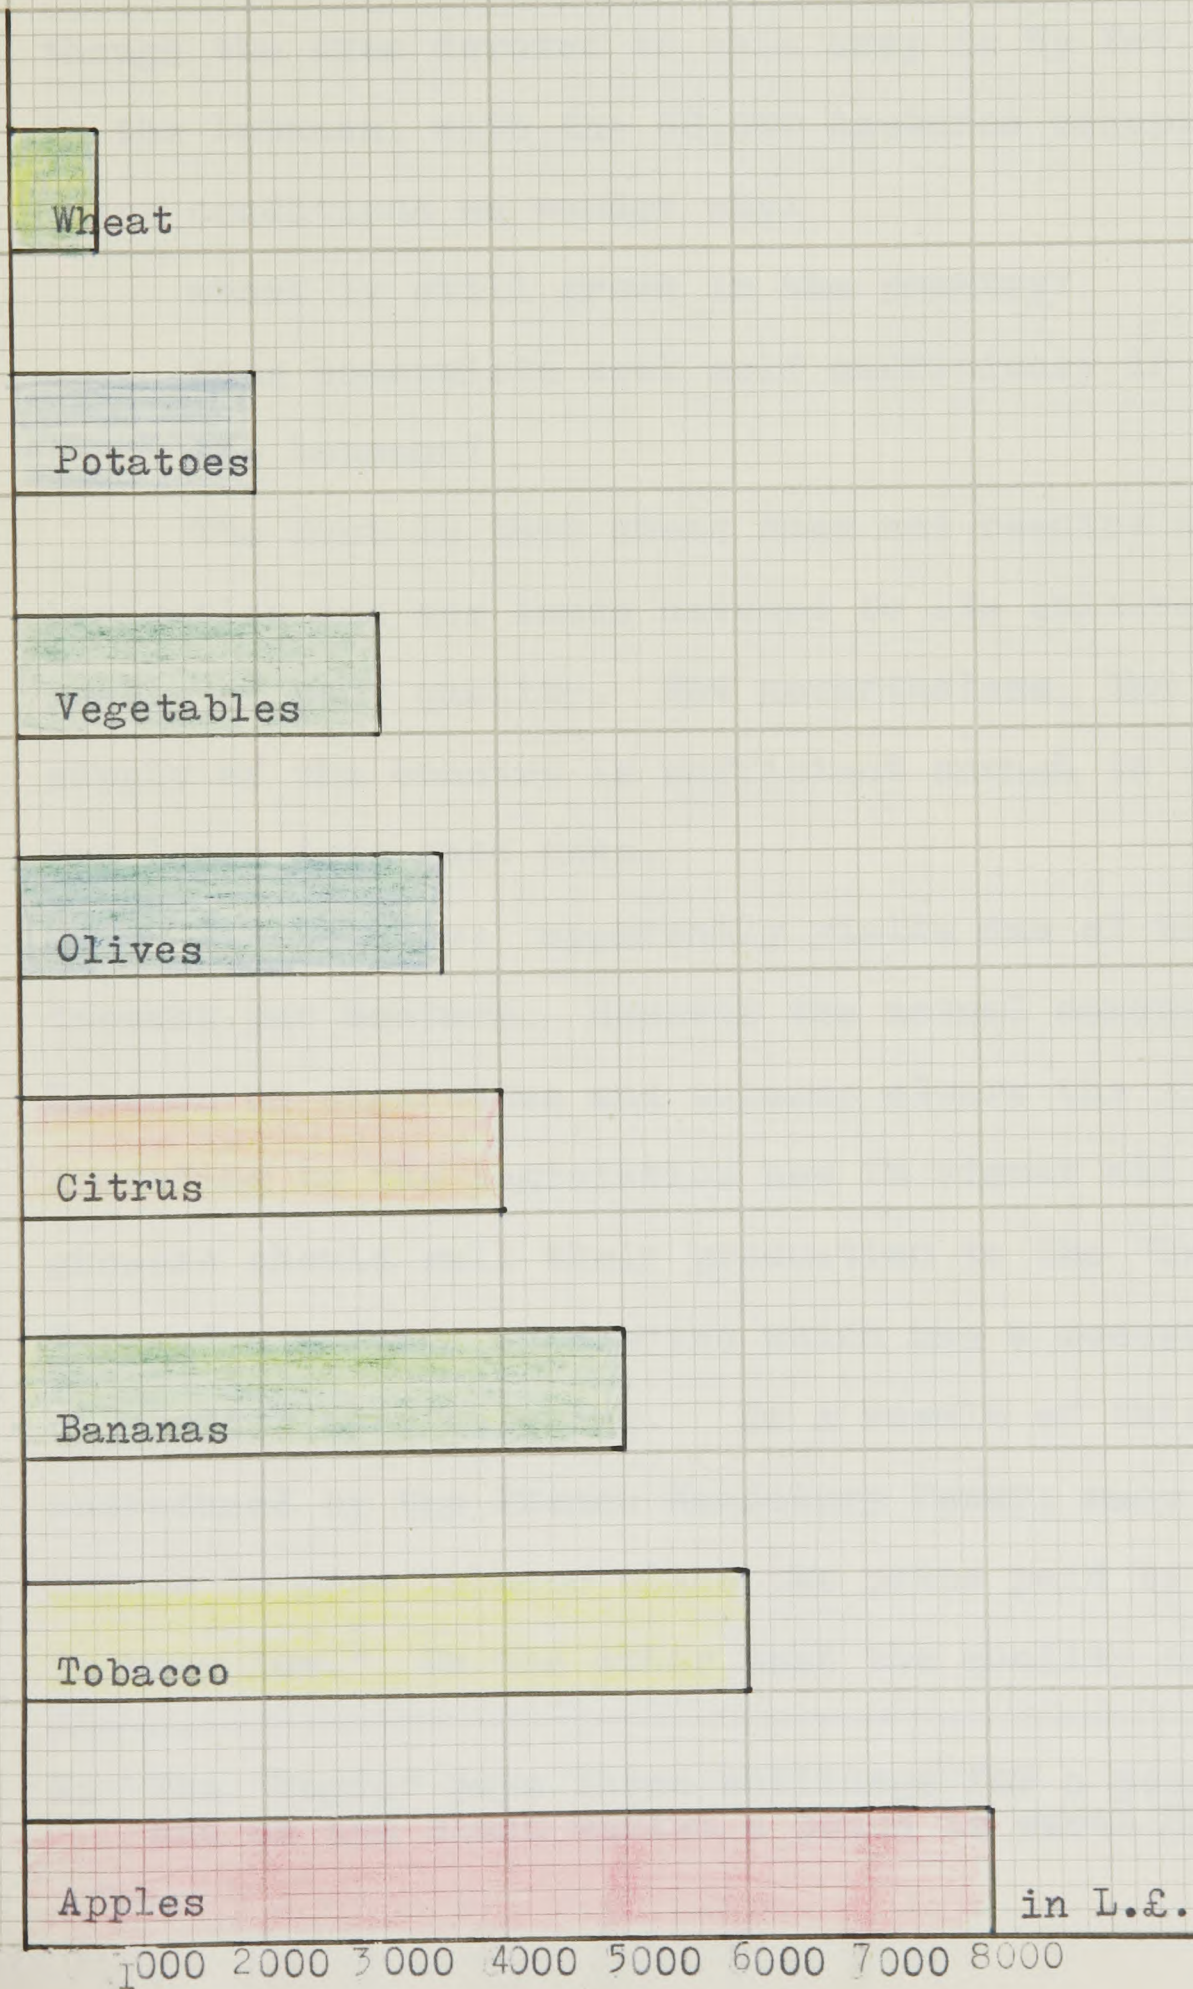 Wheat
Potatoes
Vegetables
Olives
Citrus
Bananas
Tobacco
Apples
in L.£.
1000 2000 3000 4000 5000 6000 7000 8000